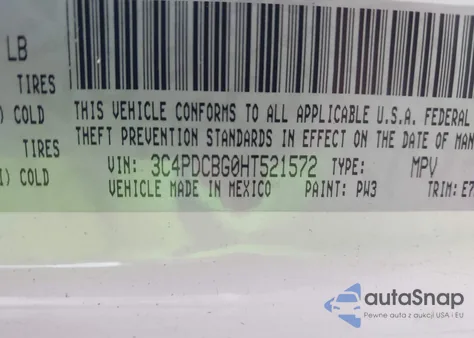 LB
TIRES
) COLD
THIS VEHICLE CONFORMS TO ALL APPLICABLE U.S.A. FEDERAL
TIRES
THEFT PREVENTION STANDARDS IN EFFECT ON THE DATE OF MAN
I) COLD
VIN: 3C4PDCBG0HT521572 TYPE: MPV
VEHICLE MADE IN MEXICO PAINT: PW3 TRIM: E7
autoSnap
Pewne auta z aukcji USA i EU